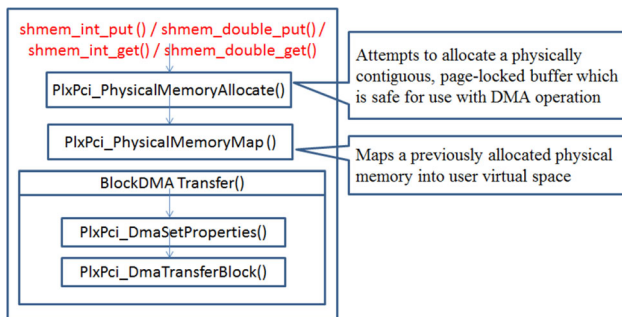 shmem_int_put () / shmem_double_put() /
shmem_int_get() / shmem_double_get()
PlxPci_PhysicalMemoryAllocate()
PlxPci_PhysicalMemoryMap ()
BlockDMA Transfer()
PlxPci_DmaSetProperties()
PlxPci_DmaTransferBlock()
Attempts to allocate a physically
contiguous, page-locked buffer which
is safe for use with DMA operation
Maps a previously allocated physical
memory into user virtual space